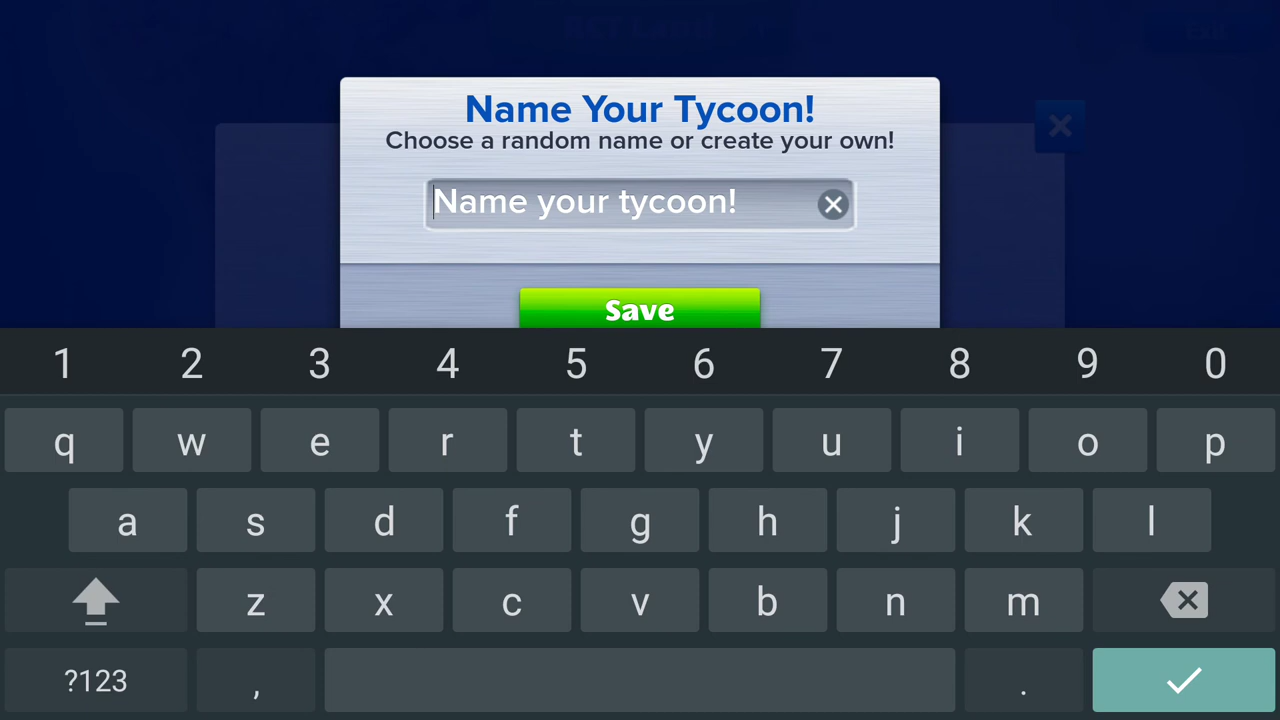 Name Your Tycoon!
Choose a random name or create your own!
Name your tycoon!
Save
1 2 3 4 5 6 7 8 9 0
q w e r t y u i o p
a s d f g h j k l
z x c v b n m
?123 , .